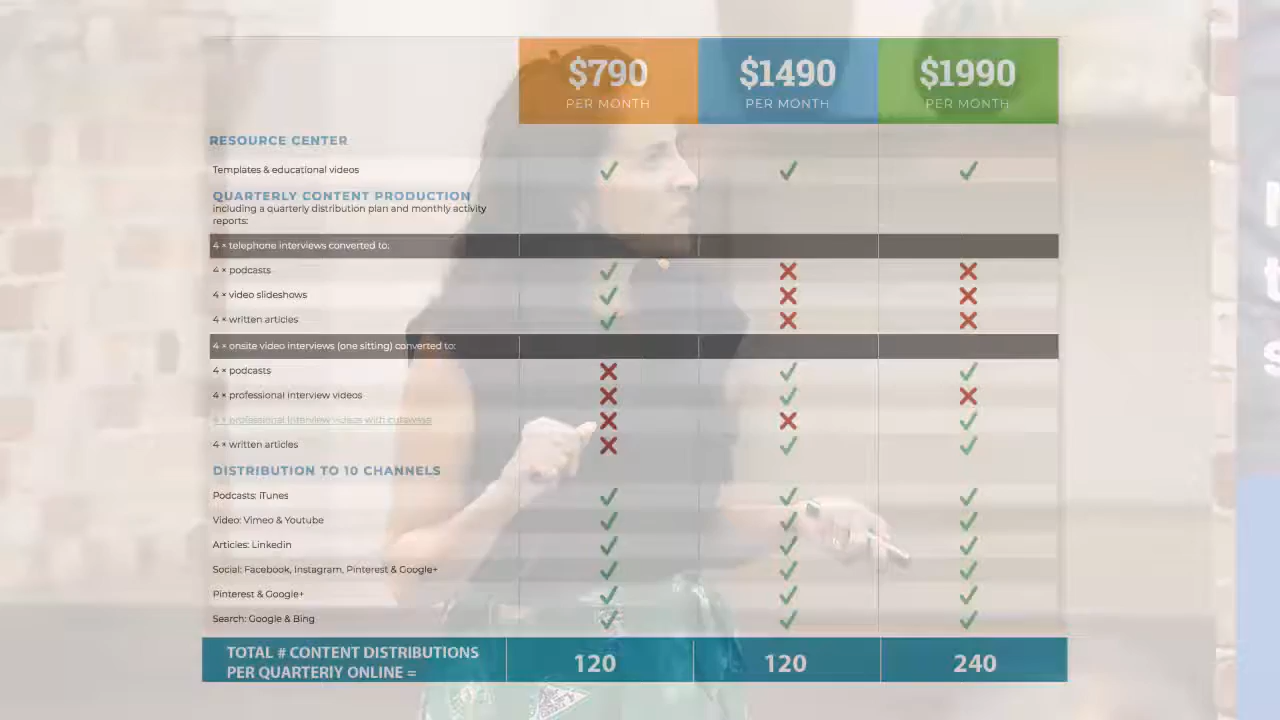 $790 $1490 $1990
PER MONTH PER MONTH PER MONTH
RESOURCE CENTER
Templates & educational videos
QUARTERLY CONTENT PRODUCTION
including a quarterly distribution plan and monthly activity
reports:
4 × telephone interviews converted to:
4 × podcasts
4 × video slideshows
4 × written articles
4 × onsite video interviews (one sitting) converted to:
4 × podcasts
4 × professional interview videos
4 × professional interview videos with cutaways
4 × written articles
DISTRIBUTION TO 10 CHANNELS
Podcasts: iTunes
Video: Vimeo & Youtube
Articles: Linkedin
Social: Facebook, Instagram, Pinterest & Google+
Pinterest & Google+
Search: Google & Bing
TOTAL # CONTENT DISTRIBUTIONS
PER QUARTERlY ONLINE = 120 120 240